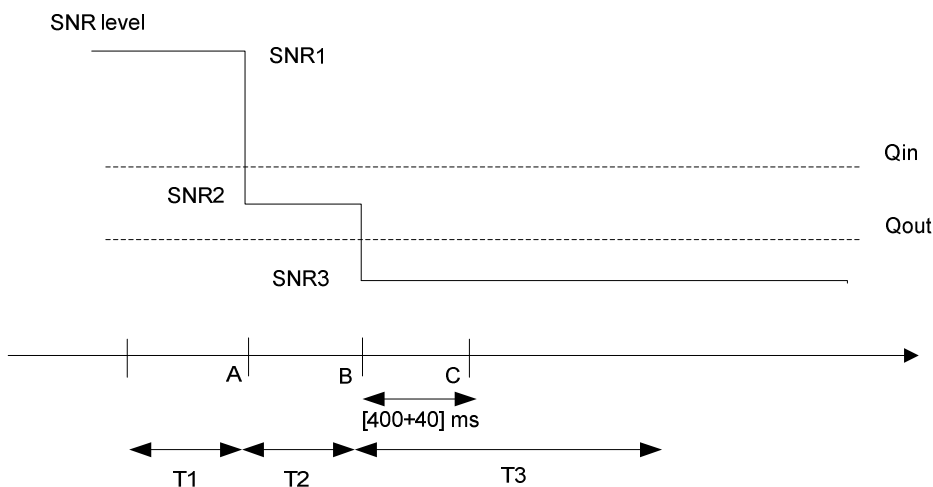 SNR level
SNR1
Qin
SNR2
Qout
SNR3
A
B
C
[400+40] ms
T1
T2
T3